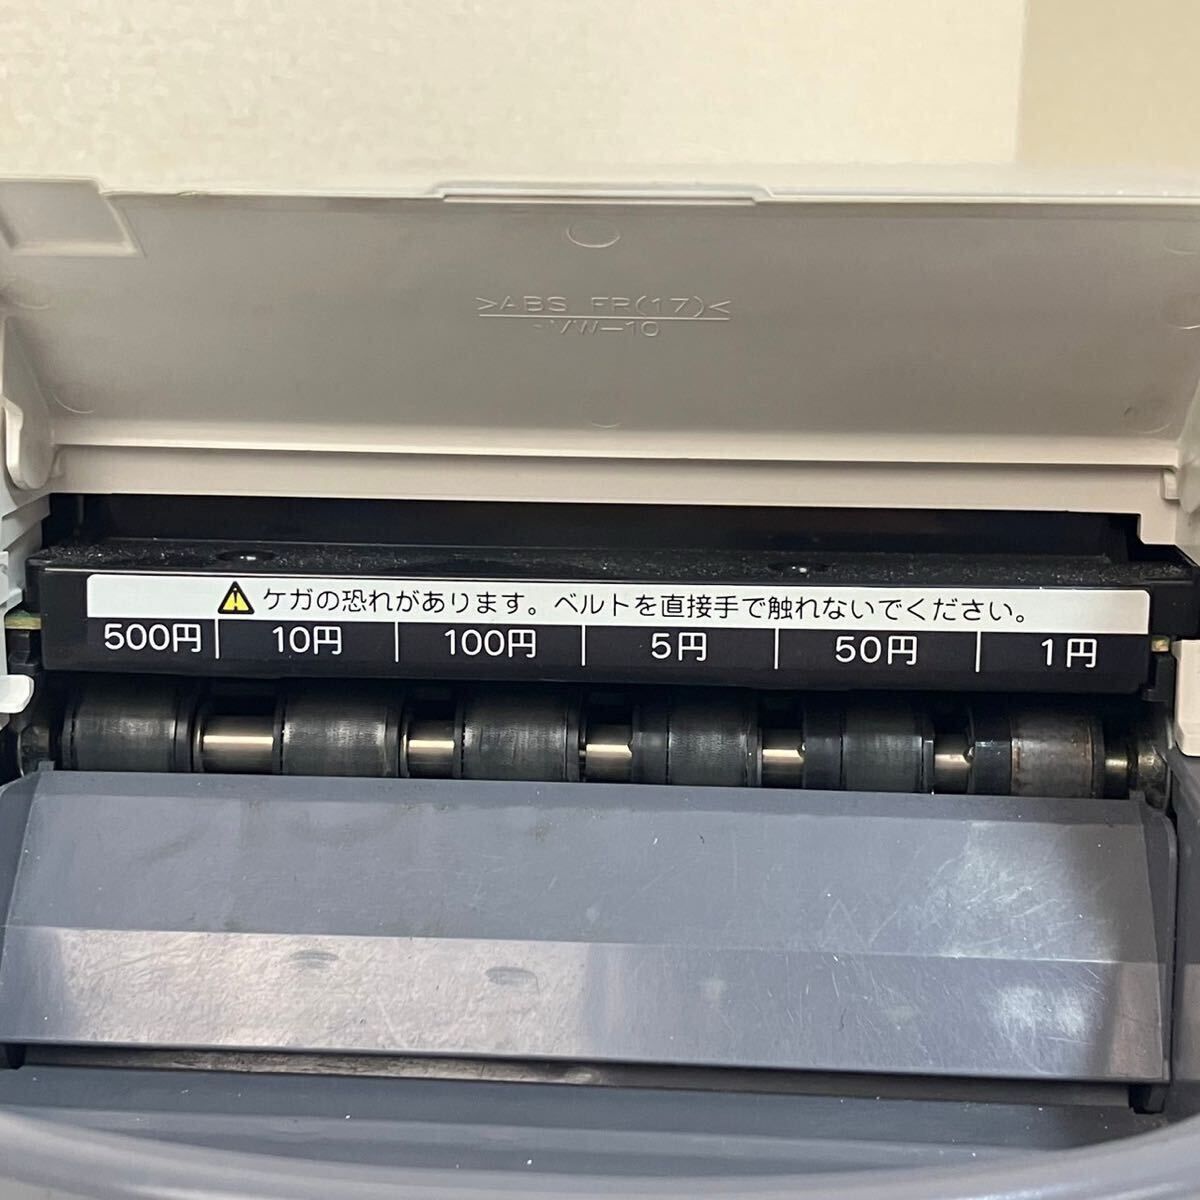 >ABS FR(17)<
-VW-10
ケガの恐れがあります。ベルトを直接手で触れないでください。
500円 10円 100円 5円 50円 1円